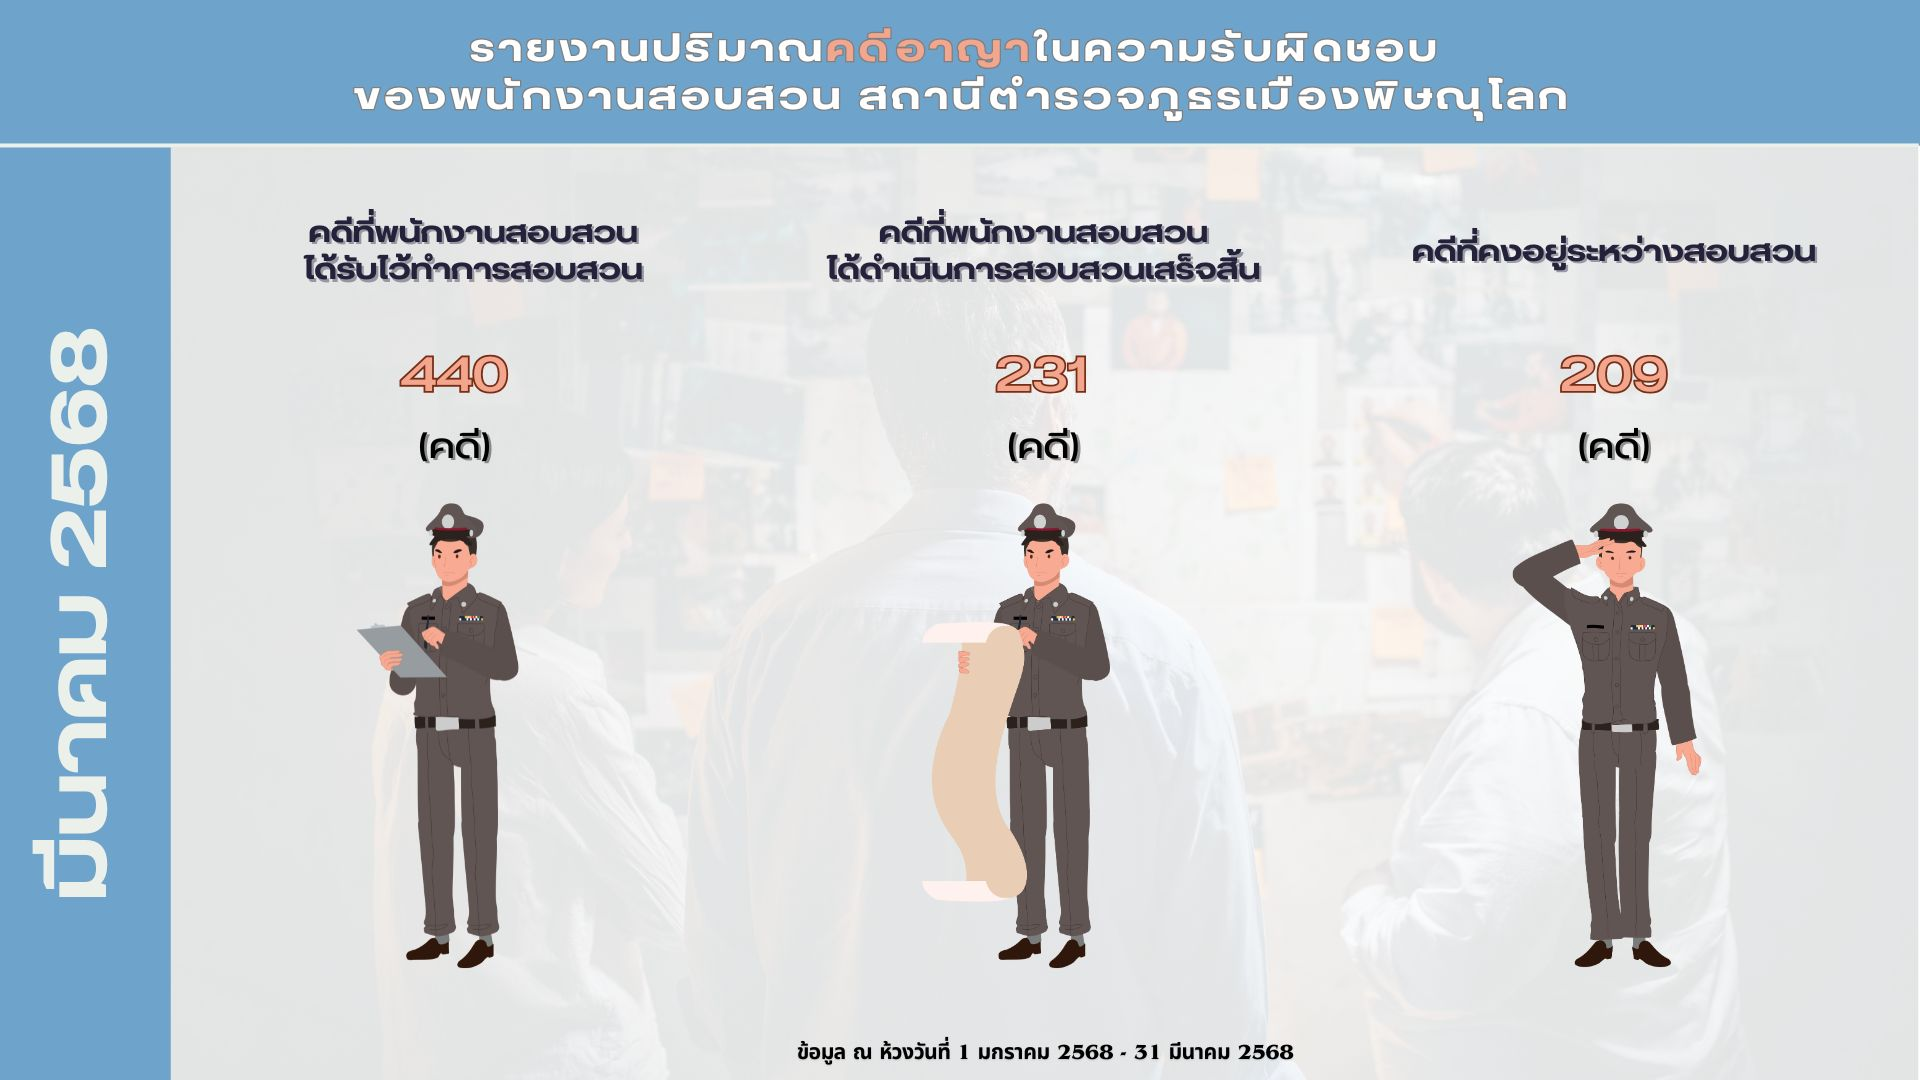 รายงานปริมาณคดีอาญาในความรับผิดชอบ
ของพนักงานสอบสวน สถานีตำรวจภูธรเมืองพิษณุโลก
มีนาคม 2568
คดีที่พนักงานสอบสวน
ได้รับไว้ทำการสอบสวน
440
(คดี)
คดีที่พนักงานสอบสวน
ได้ดำเนินการสอบสวนเสร็จสิ้น
231
(คดี)
คดีที่คงอยู่ระหว่างสอบสวน
209
(คดี)
ข้อมูล ณ ห้วงวันที่ 1 มกราคม 2568 - 31 มีนาคม 2568